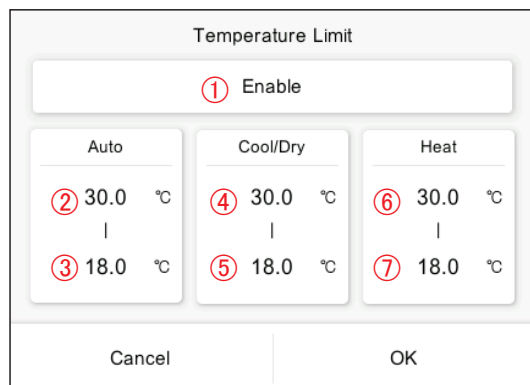 Temperature Limit
① Enable
Auto
② 30.0 ℃
|
③ 18.0 ℃
Cool/Dry
④ 30.0 ℃
|
⑤ 18.0 ℃
Heat
⑥ 30.0 ℃
|
⑦ 18.0 ℃
Cancel
OK